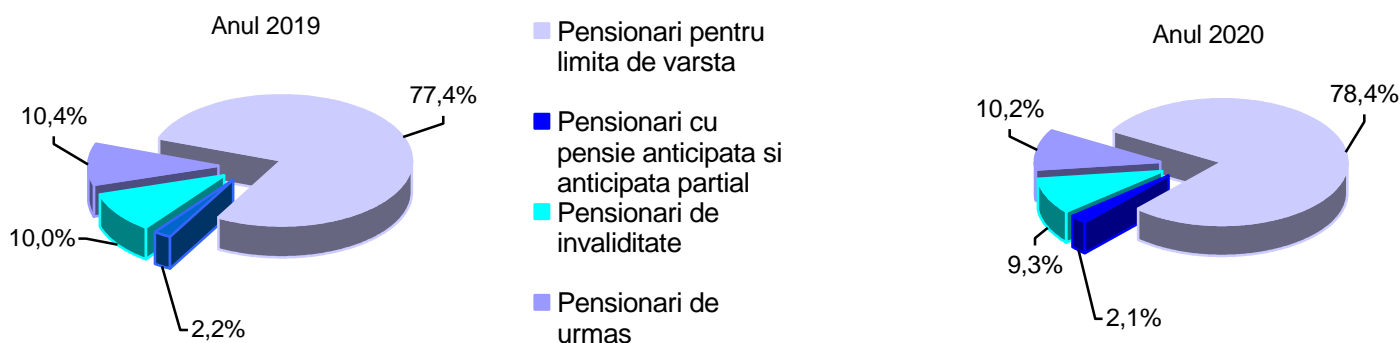 Anul 2019
77,4%
10,4%
10,0%
2,2%
Pensionari pentru
limita de varsta
Pensionari cu
pensie anticipata si
anticipata partial
Pensionari de
invaliditate
Pensionari de
urmas
Anul 2020
78,4%
10,2%
9,3%
2,1%